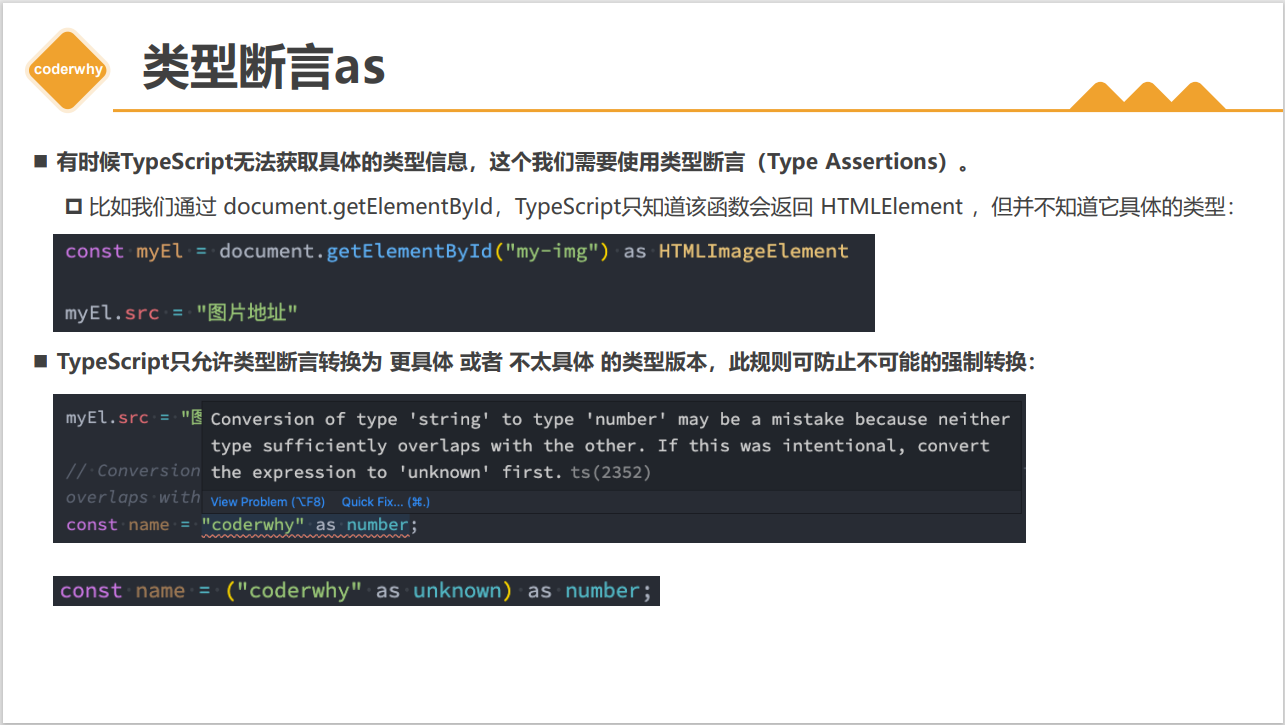 coderwhy
类型断言as
有时候TypeScript无法获取具体的类型信息，这个我们需要使用类型断言（Type Assertions）。
比如我们通过 document.getElementById，TypeScript只知道该函数会返回 HTMLElement ，但并不知道它具体的类型：
const myEl = document.getElementById("my-img") as HTMLImageElement
myEl.src = "图片地址"
TypeScript只允许类型断言转换为 更具体 或者 不太具体 的类型版本，此规则可防止不可能的强制转换：
myEl.src = "图
Conversion of type 'string' to type 'number' may be a mistake because neither
type sufficiently overlaps with the other. If this was intentional, convert
the expression to 'unknown' first. ts(2352)
// Conversion
overlaps with
View Problem (⌥F8) Quick Fix... (⌘.)
const name = "coderwhy" as number;
const name = ("coderwhy" as unknown) as number;